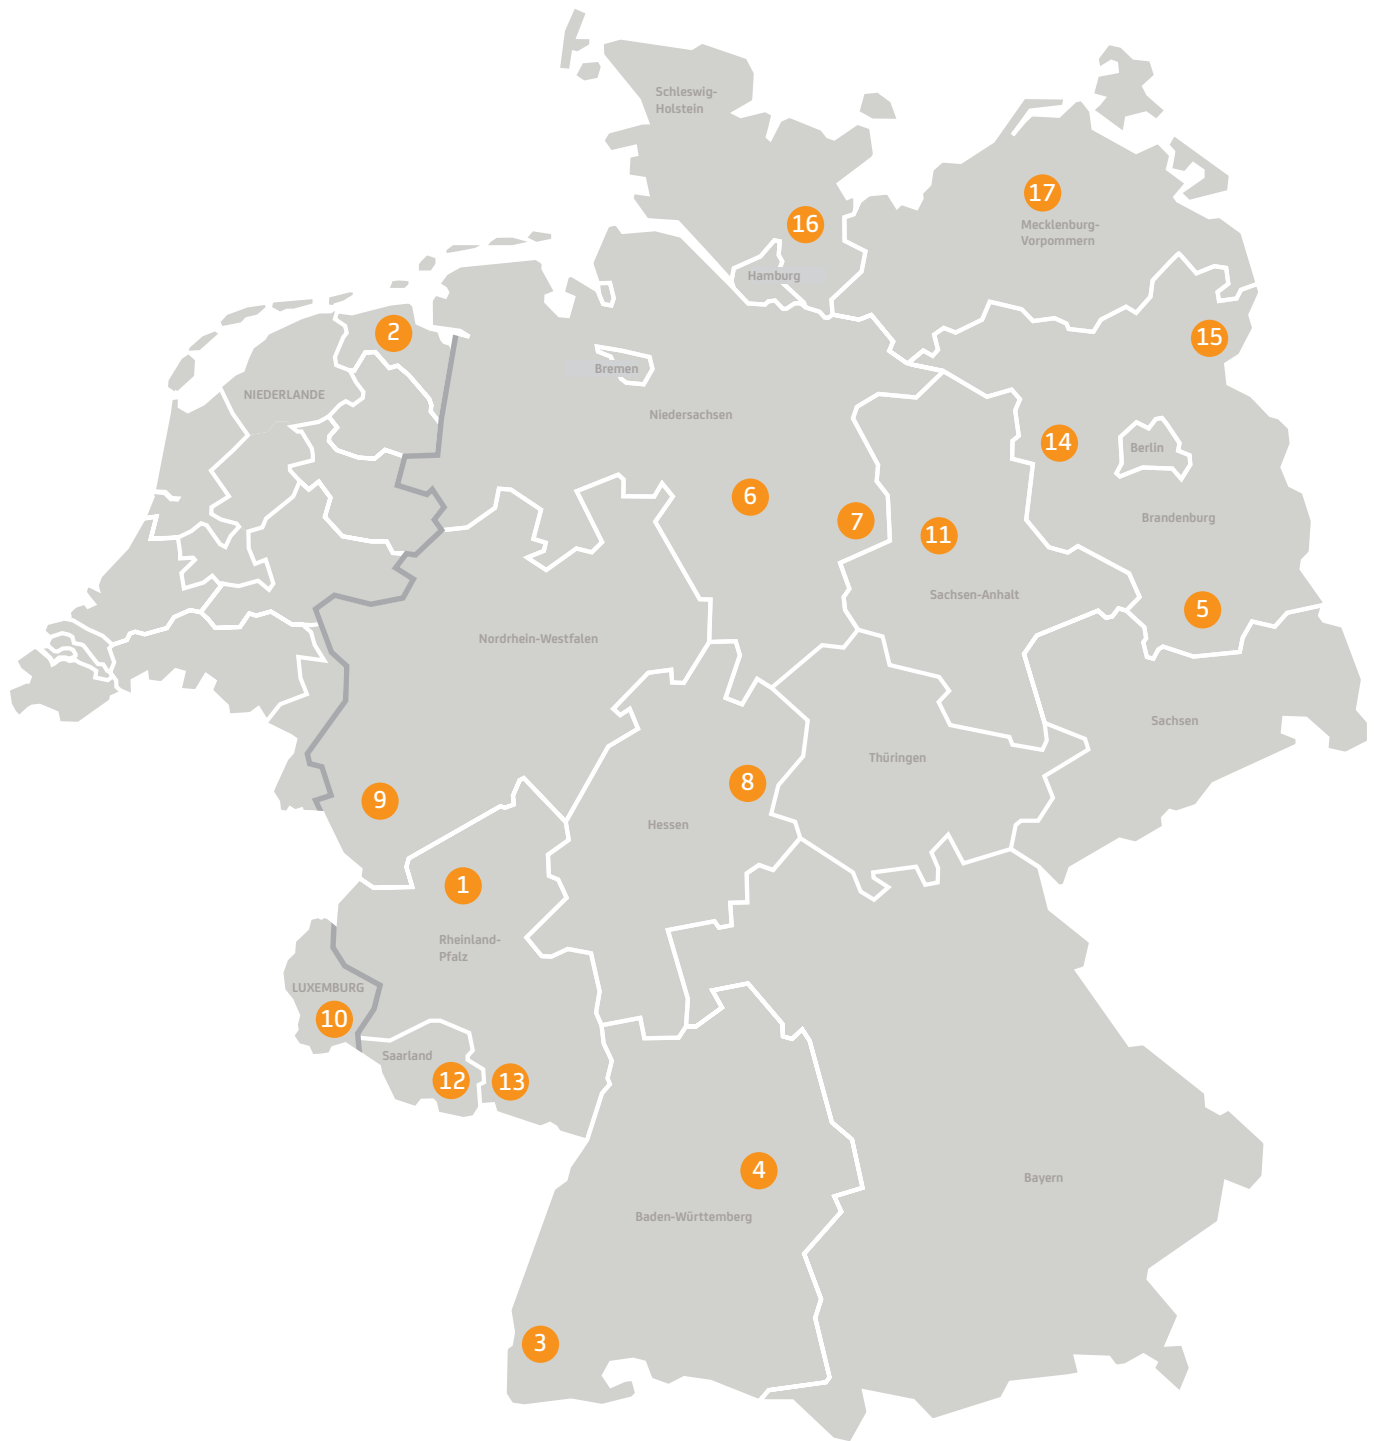 Schleswig-
Holstein
17
16
Mecklenburg-
Vorpommern
Hamburg
2
15
Bremen
NIEDERLANDE
Niedersachsen
14
Berlin
6
7
Brandenburg
11
Sachsen-Anhalt
5
Nordrhein-Westfalen
Sachsen
Thüringen
8
9
Hessen
1
Rheinland-
Pfalz
LUXEMBURG
10
Saarland
12
13
4
Bayern
Baden-Württemberg
3